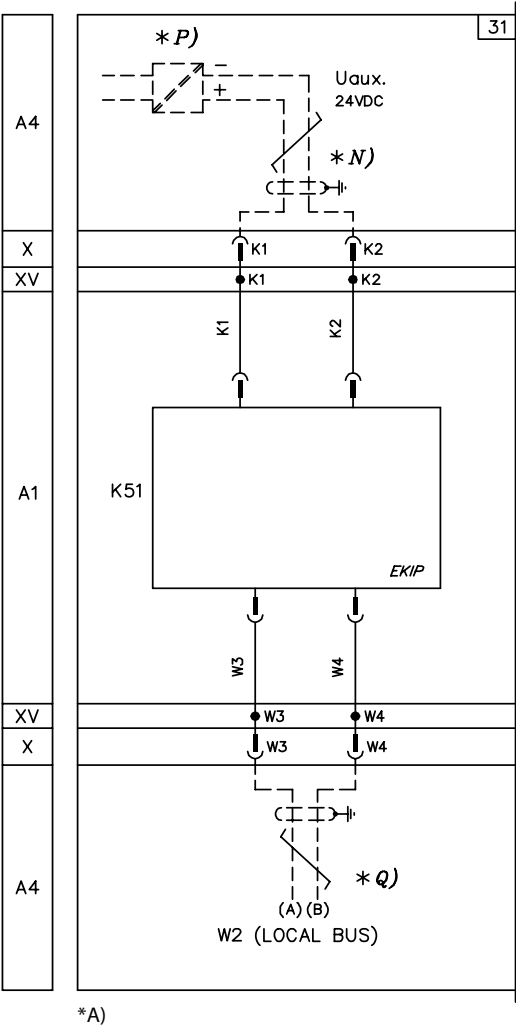 31
*P)
−
+
Uaux.
24VDC
A4
*N)
X
K1
K2
XV
K1
K2
K1
K2
A1
K51
EKIP
W3
W4
XV
W3
W4
X
W3
W4
A4
*Q)
(A) (B)
W2 (LOCAL BUS)
*A)